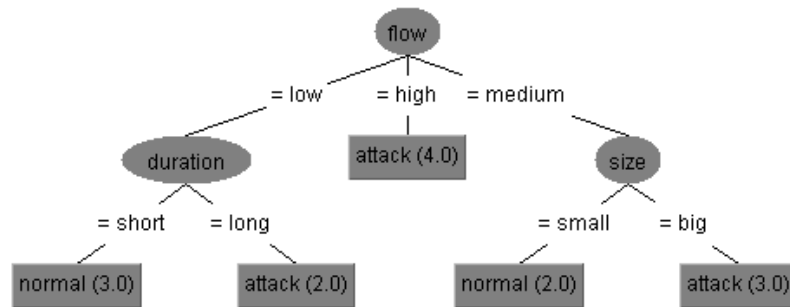 flow
= low = high = medium
duration attack (4.0) size
= short = long = small = big
normal (3.0) attack (2.0) normal (2.0) attack (3.0)